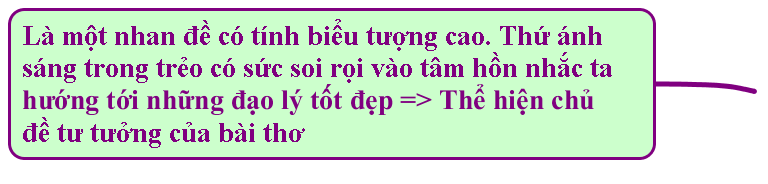 Là một nhan đề có tính biểu tượng cao. Thứ ánh
sáng trong trẻo có sức soi rọi vào tâm hồn nhắc ta
hướng tới những đạo lý tốt đẹp => Thể hiện chủ
đề tư tưởng của bài thơ